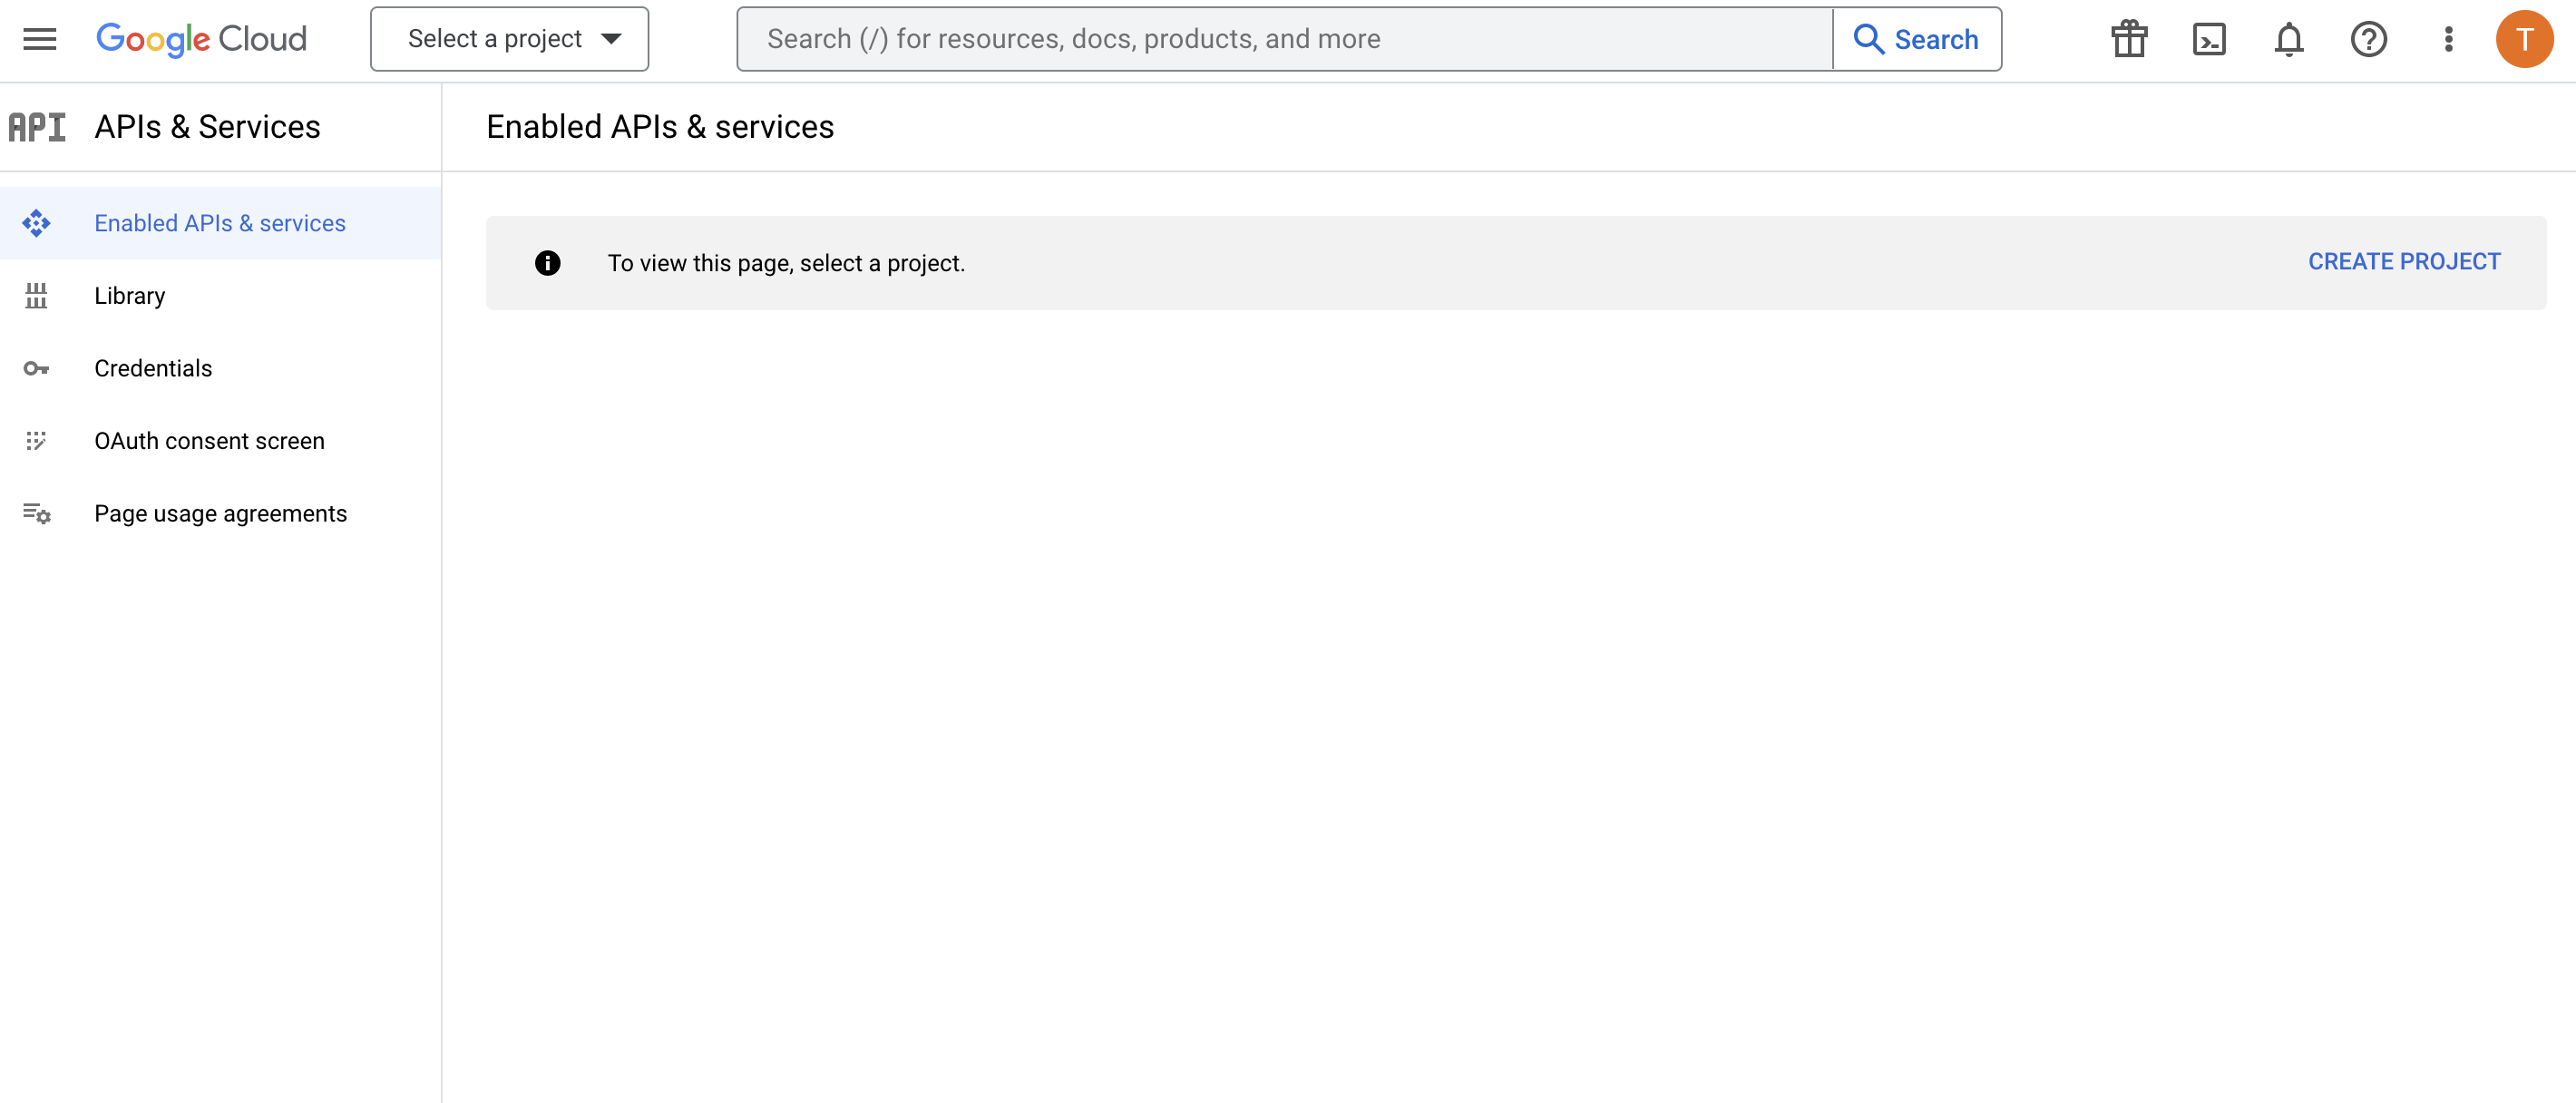 Google Cloud
Select a project
Search (/) for resources, docs, products, and more
Search
T
API
APIs & Services
Enabled APIs & services
Enabled APIs & services
Library
Credentials
OAuth consent screen
Page usage agreements
To view this page, select a project.
CREATE PROJECT